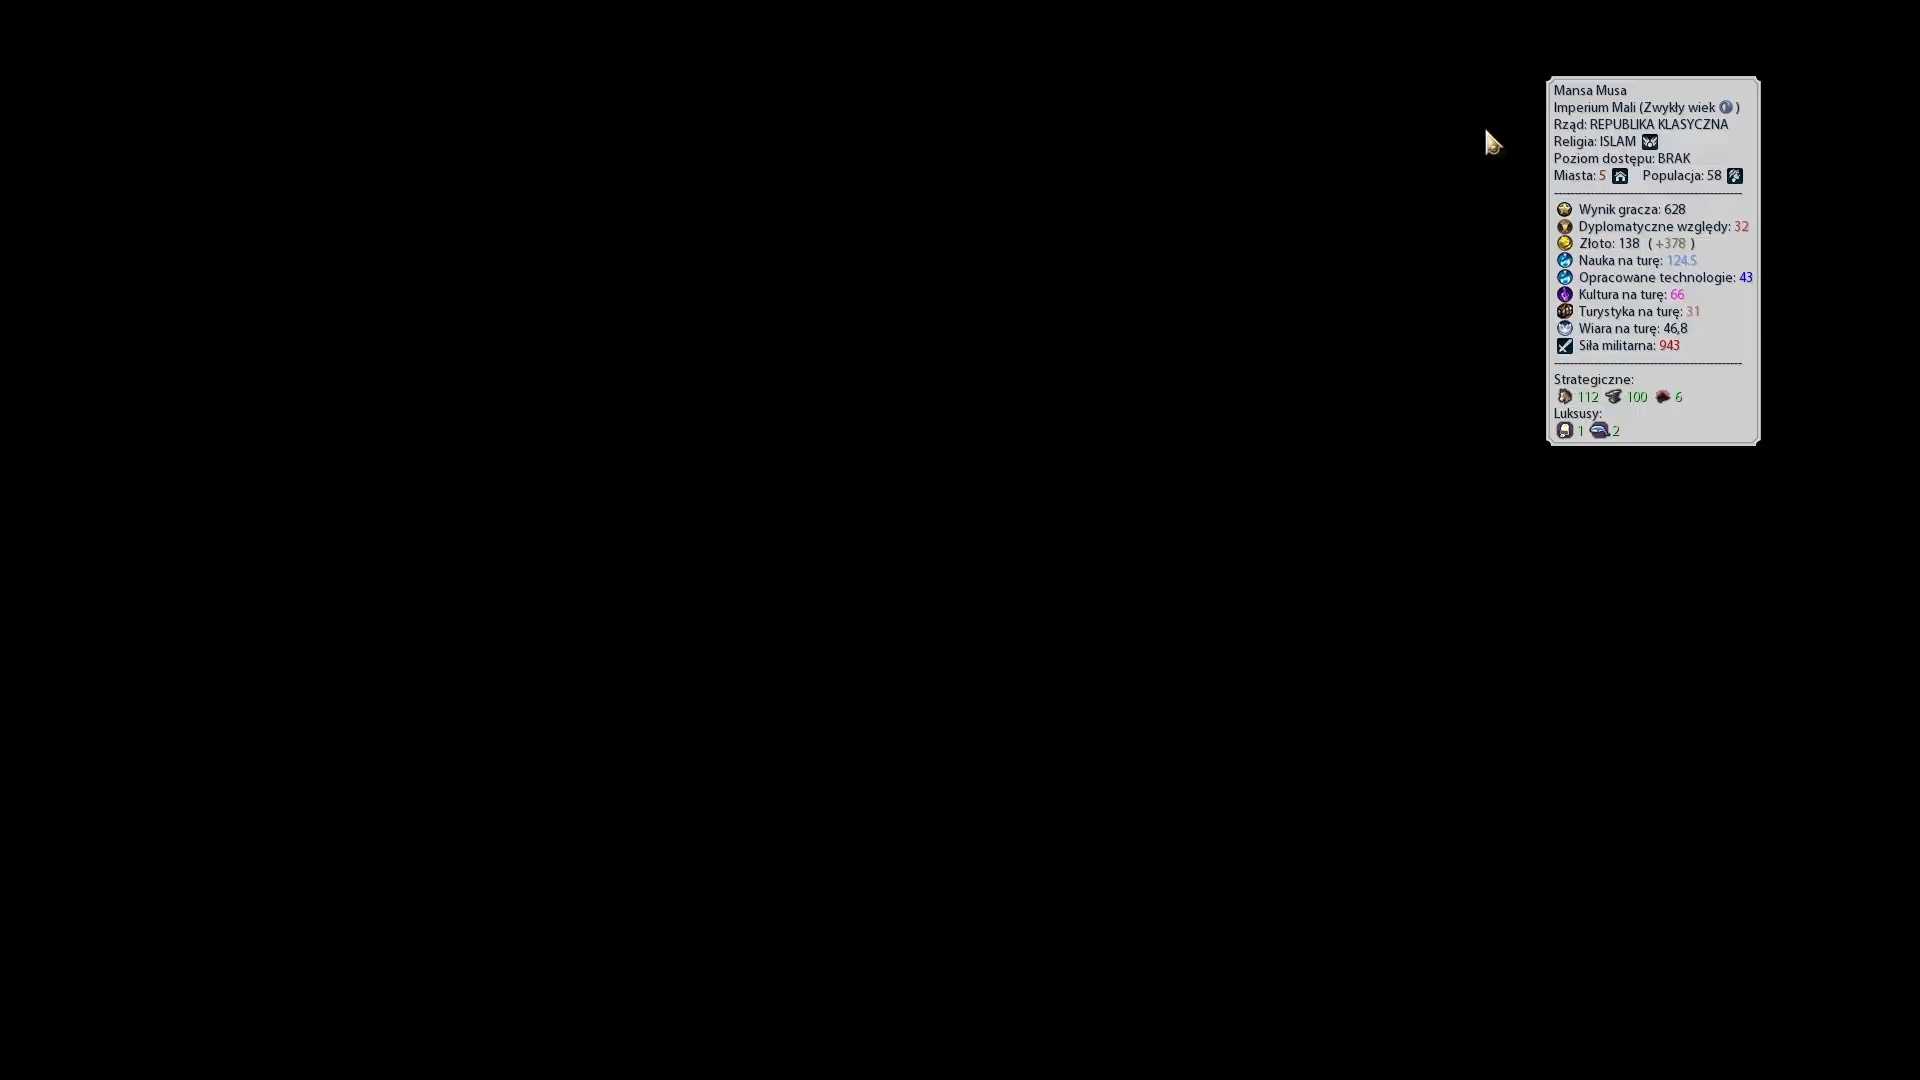 Mansa Musa
Imperium Mali (Zwykły wiek )
Rząd: REPUBLIKA KLASYCZNA
Religia: ISLAM
Poziom dostępu: BRAK
Miasta: 5 Populacja: 58
Wynik gracza: 628
Dyplomatyczne względy: 32
Złoto: 138 ( +378 )
Nauka na turę: 124.5
Opracowane technologie: 43
Kultura na turę: 66
Turystyka na turę: 31
Wiara na turę: 46,8
Siła militarna: 943
Strategiczne:
112 100 6
Luksusy:
1 2